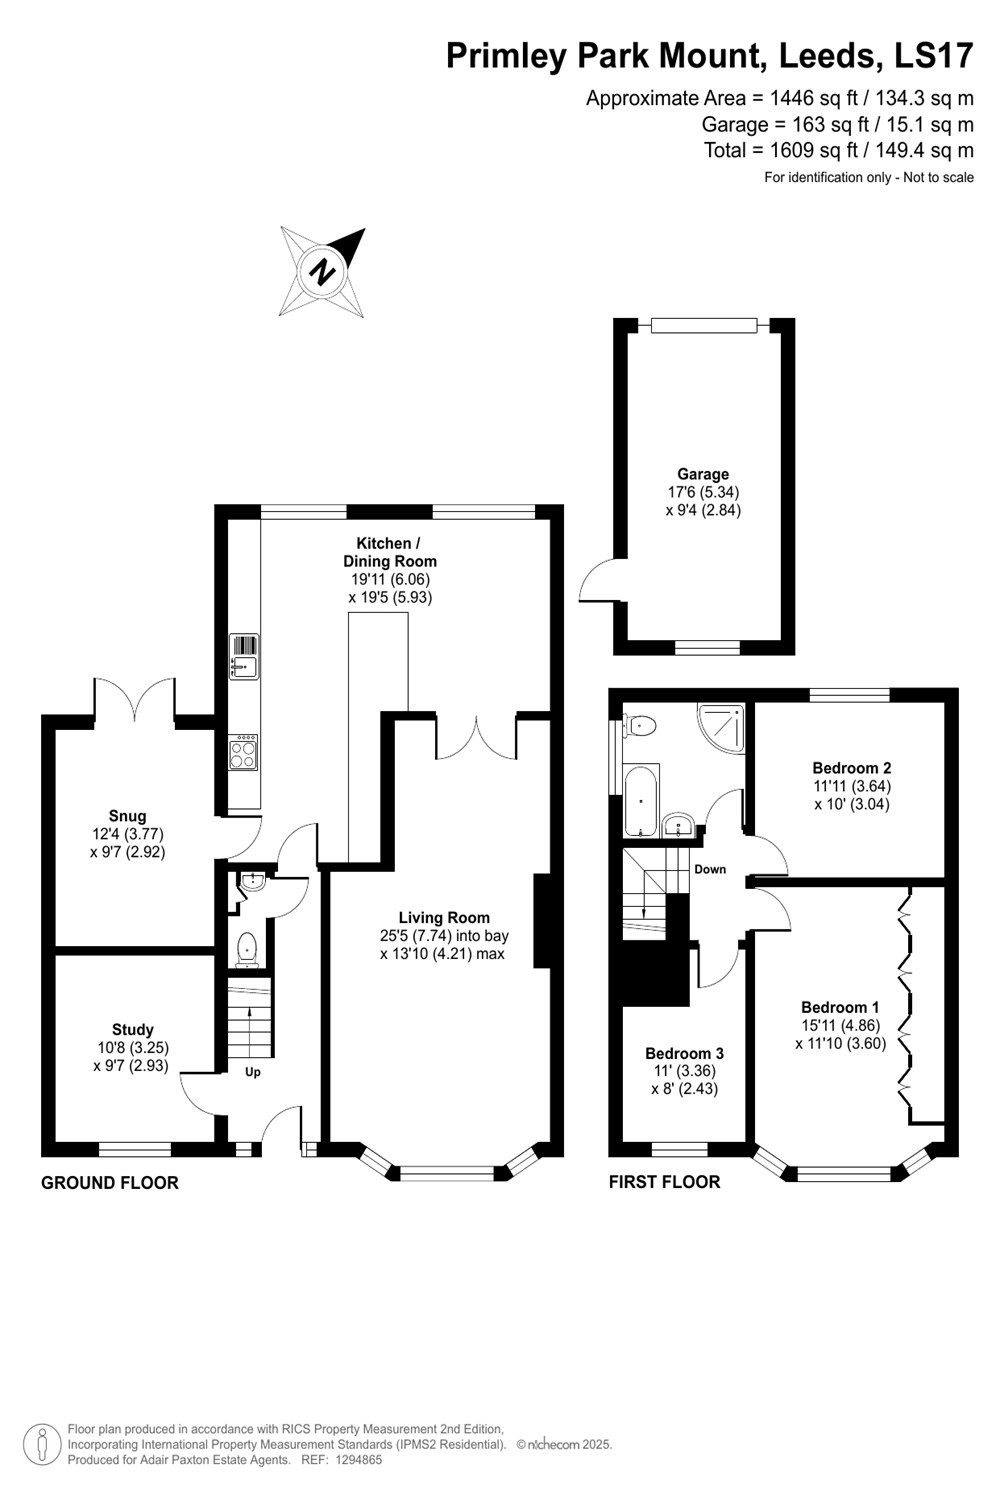 Primley Park Mount, Leeds, LS17
Approximate Area = 1446 sq ft / 134.3 sq m
Garage = 163 sq ft / 15.1 sq m
Total = 1609 sq ft / 149.4 sq m
For identification only - Not to scale
N
Garage
17'6 (5.34)
x 9'4 (2.84)
Kitchen /
Dining Room
19'11 (6.06)
x 19'5 (5.93)
Snug
12'4 (3.77)
x 9'7 (2.92)
Living Room
25'5 (7.74) into bay
x 13'10 (4.21) max
Study
10'8 (3.25)
x 9'7 (2.93)
Up
GROUND FLOOR
Bedroom 2
11'11 (3.64)
x 10' (3.04)
Down
Bedroom 1
15'11 (4.86)
x 11'10 (3.60)
Bedroom 3
11' (3.36)
x 8' (2.43)
FIRST FLOOR
Floor plan produced in accordance with RICS Property Measurement 2nd Edition,
Incorporating International Property Measurement Standards (IPMS2 Residential). © nichecom 2025.
Produced for Adair Paxton Estate Agents. REF: 1294865